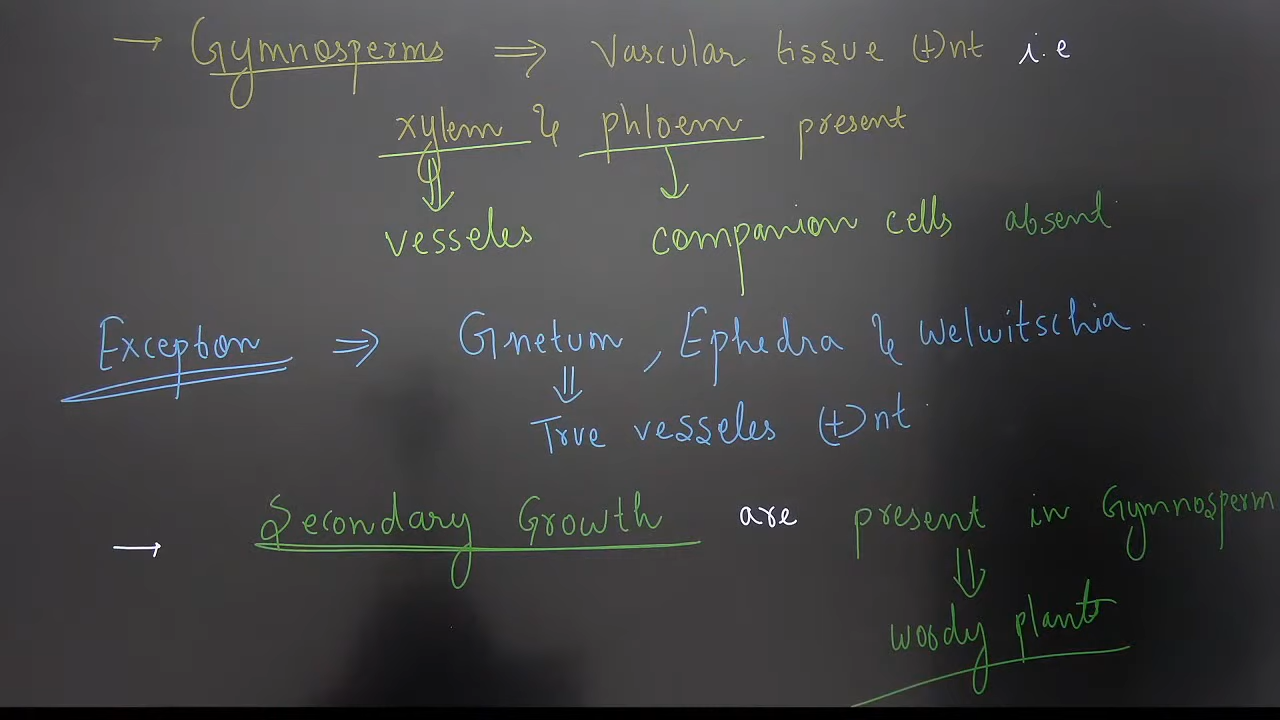 → Gymnosperms ⇒ Vascular tissue (+)nt i.e
xylem & phloem present
vesseles companion cells absent
Exception ⇒ Gnetum, Ephedra & Welwitschia.
True vesseles (+)nt
→ Secondary Growth are present in Gymnosperm
woody plants